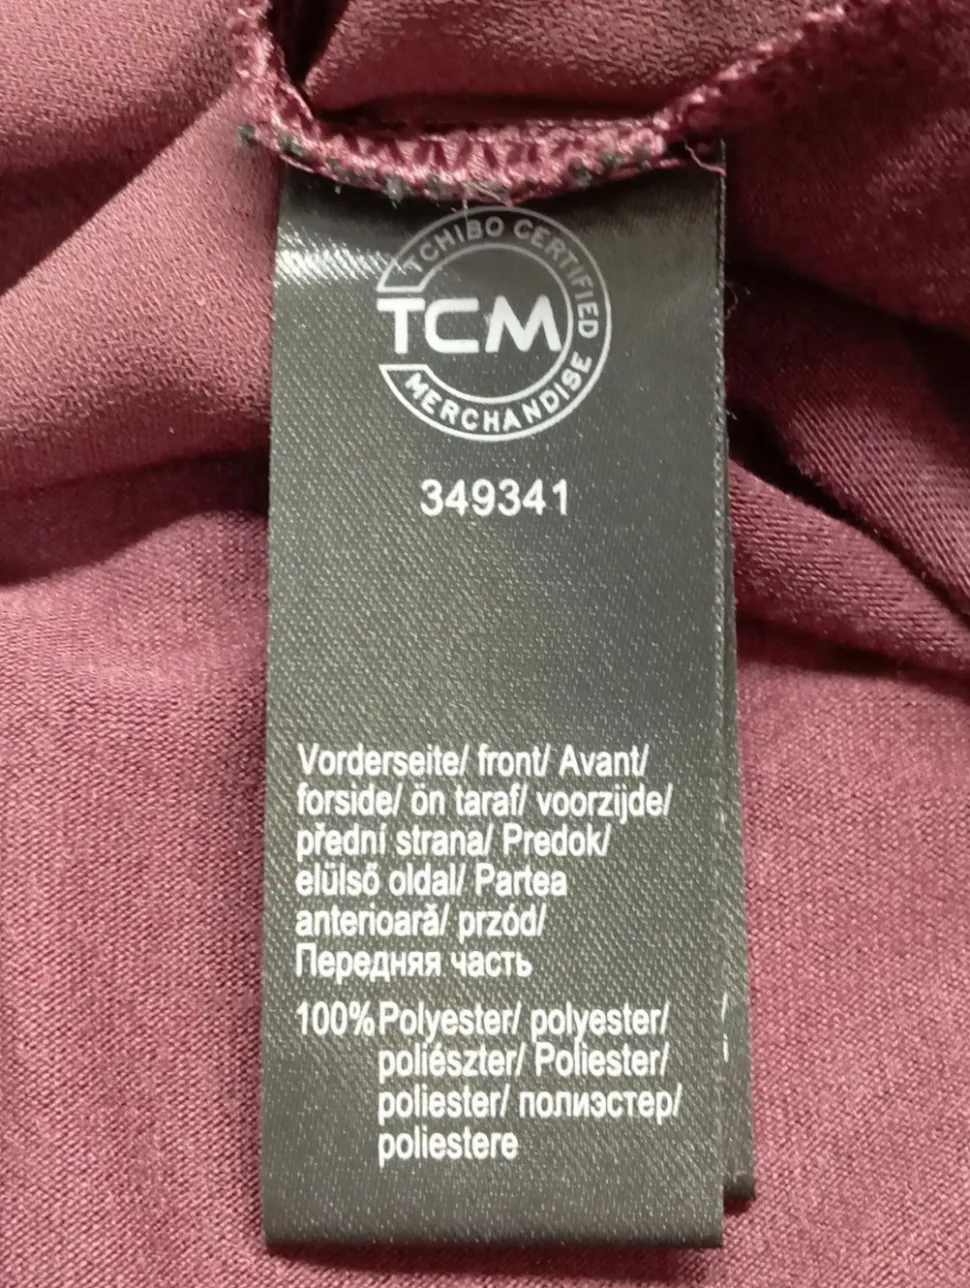 TCHIBO CERTIFIED
TCM
MERCHANDISE
349341
Vorderseite/ front/ Avant/
forside/ ön taraf/ voorzijde/
přední strana/ Predok/
elülső oldal/ Partea
anterioară/ przód/
Передняя часть
100% Polyester/ polyester/
poliészter/ Poliester/
poliester/ полиэстер/
poliestere